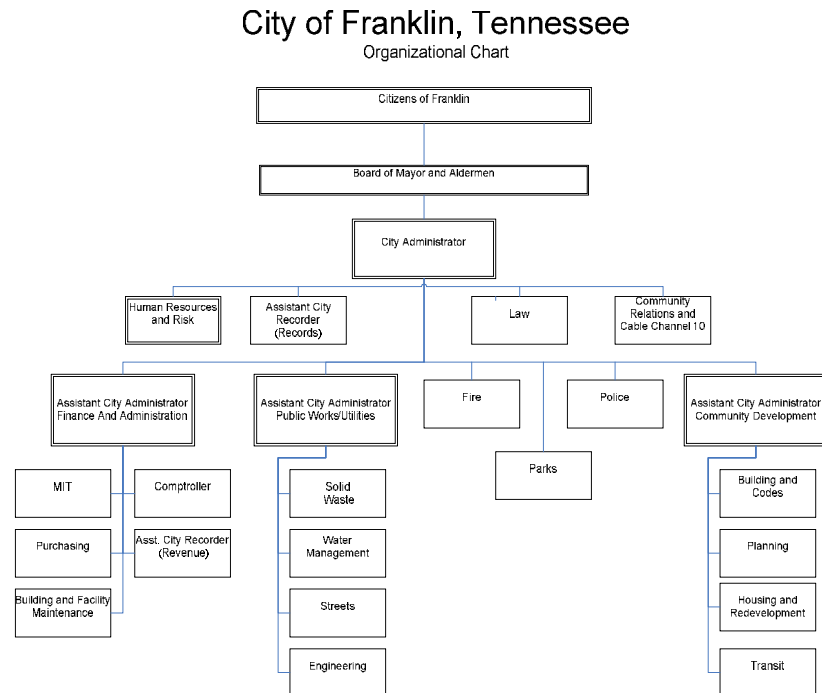 City of Franklin, Tennessee
Organizational Chart
Citizens of Franklin
Board of Mayor and Aldermen
City Administrator
Human Resources
and Risk
Assistant City
Recorder
(Records)
Law
Community
Relations and
Cable Channel 10
Assistant City Administrator
Finance And Administration
Assistant City Administrator
Public Works/Utilities
Fire
Parks
Police
Assistant City Administrator
Community Development
MIT
Comptroller
Purchasing
Asst. City Recorder
(Revenue)
Building and Facility
Maintenance
Solid
Waste
Water
Management
Streets
Engineering
Building and
Codes
Planning
Housing and
Redevelopment
Transit